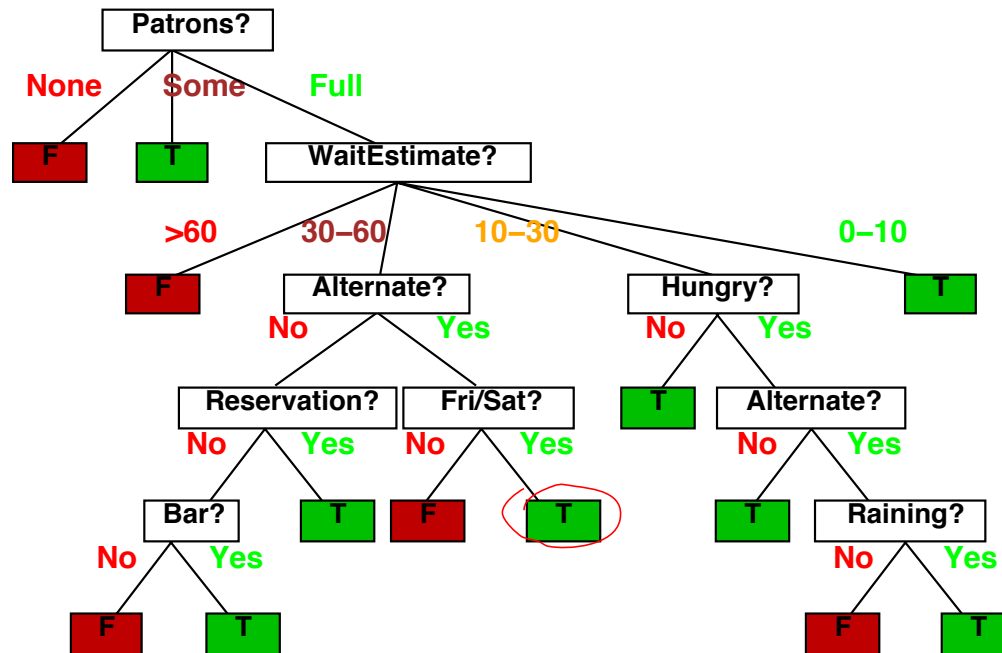 Patrons?
None Some Full
F T WaitEstimate?
>60 30–60 10–30 0–10
F Alternate? Hungry? T
No Yes No Yes
Reservation? Fri/Sat? T Alternate?
No Yes No Yes No Yes
Bar? T F T T Raining?
No Yes No Yes
F T F T